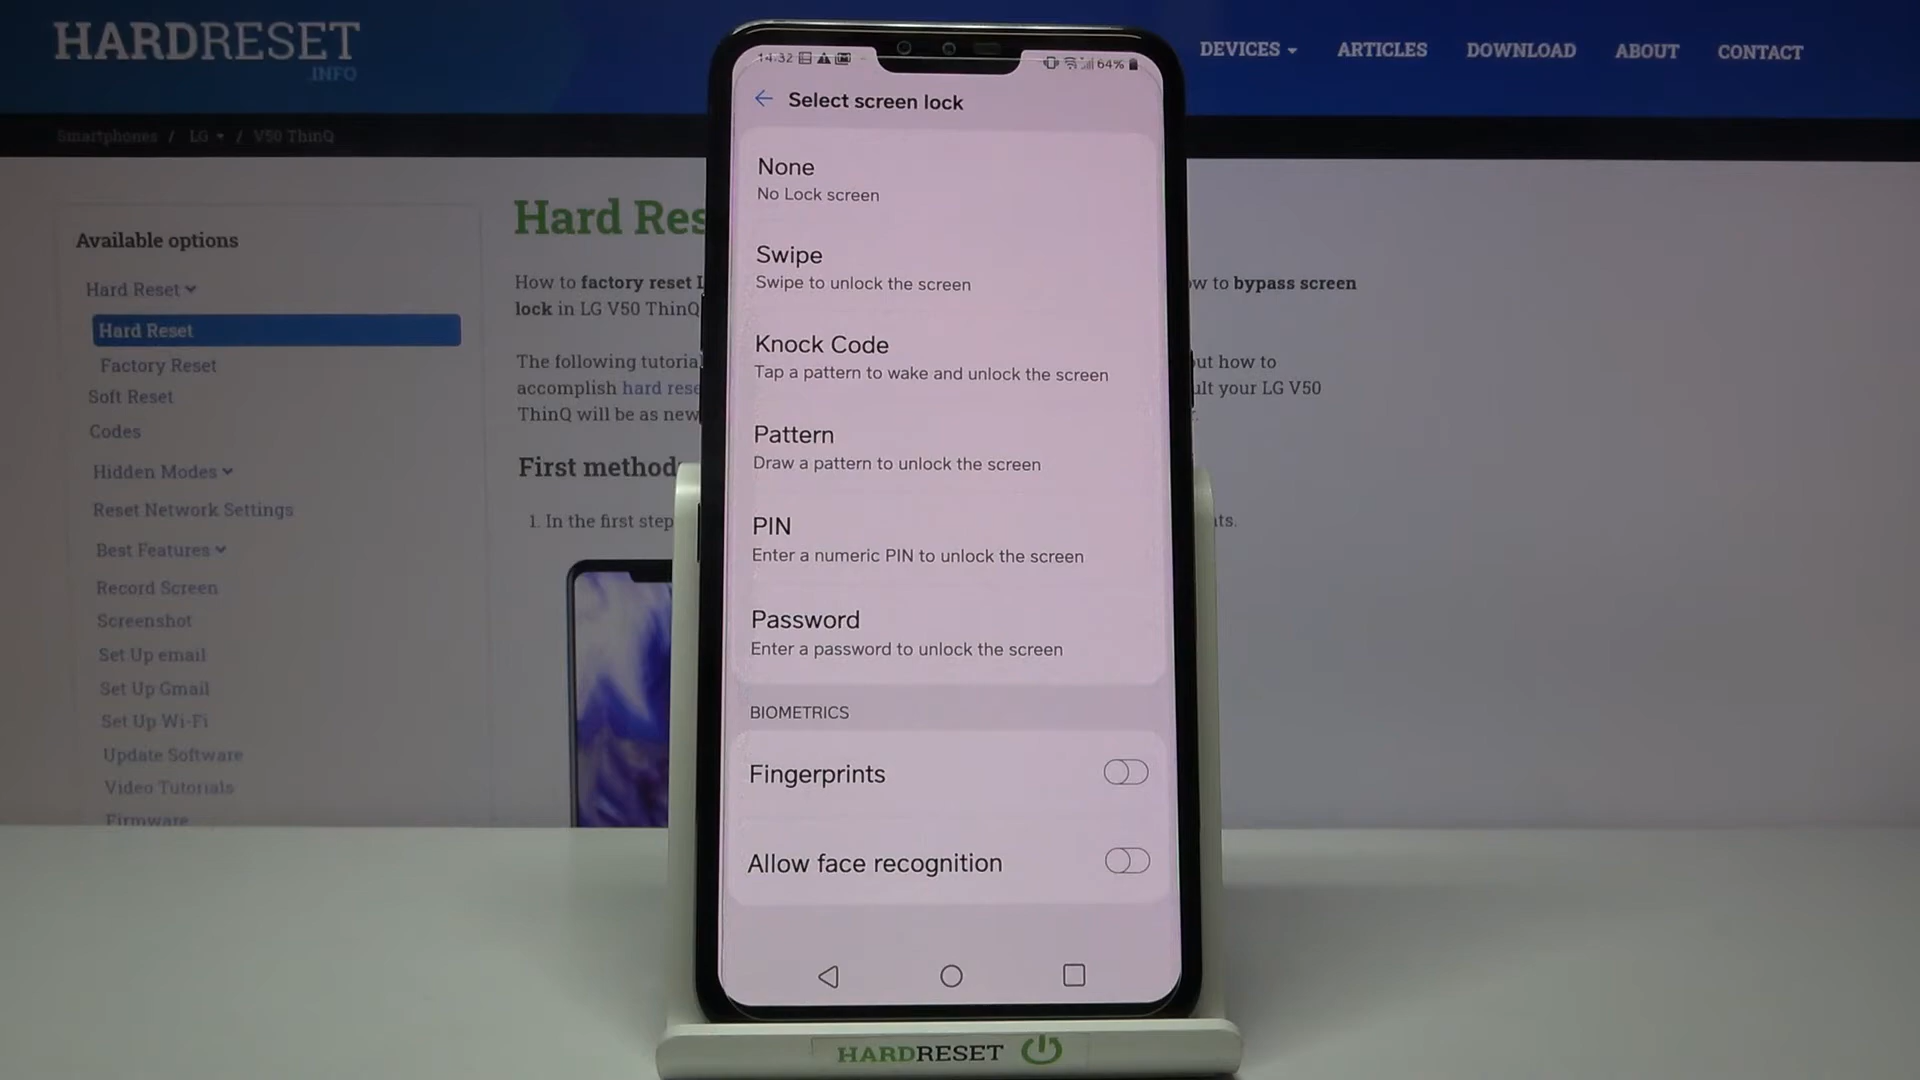 HARDRESET
.INFO
DEVICES
ARTICLES
DOWNLOAD
ABOUT
CONTACT
Smartphones / LG / V50 ThinQ
Available options
Hard Reset
Hard Reset
Factory Reset
Soft Reset
Codes
Hidden Modes
Reset Network Settings
Best Features
Record Screen
Screenshot
Set Up email
Set Up Gmail
Set Up Wi-Fi
Update Software
Video Tutorials
Firmware
Hard Res
How to factory reset
to bypass screen
lock in LG V50 ThinQ
The following
how to
accomplish hard
your LG V50
ThinQ will be as new
First method
1. In the first step
14:32
64%
Select screen lock
None
No Lock screen
Swipe
Swipe to unlock the screen
Knock Code
Tap a pattern to wake and unlock the screen
Pattern
Draw a pattern to unlock the screen
PIN
Enter a numeric PIN to unlock the screen
Password
Enter a password to unlock the screen
BIOMETRICS
Fingerprints
Allow face recognition
HARDRESET